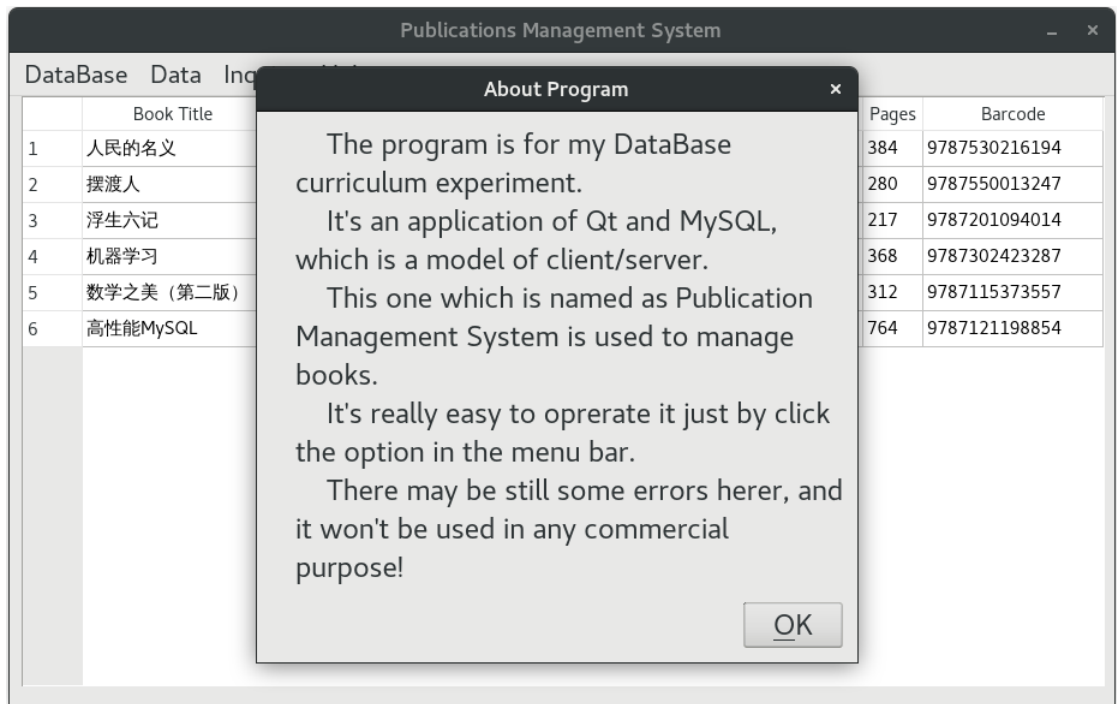 Publications Management System
DataBase Data
About Program
Book Title Pages Barcode
1 人民的名义 384 9787530216194
2 摆渡人 280 9787550013247
3 浮生六记 217 9787201094014
4 机器学习 368 9787302423287
5 数学之美（第二版） 312 9787115373557
6 高性能MySQL 764 9787121198854
The program is for my DataBase
curriculum experiment.
It's an application of Qt and MySQL,
which is a model of client/server.
This one which is named as Publication
Management System is used to manage
books.
It's really easy to oprerate it just by click
the option in the menu bar.
There may be still some errors herer, and
it won't be used in any commercial
purpose!
OK